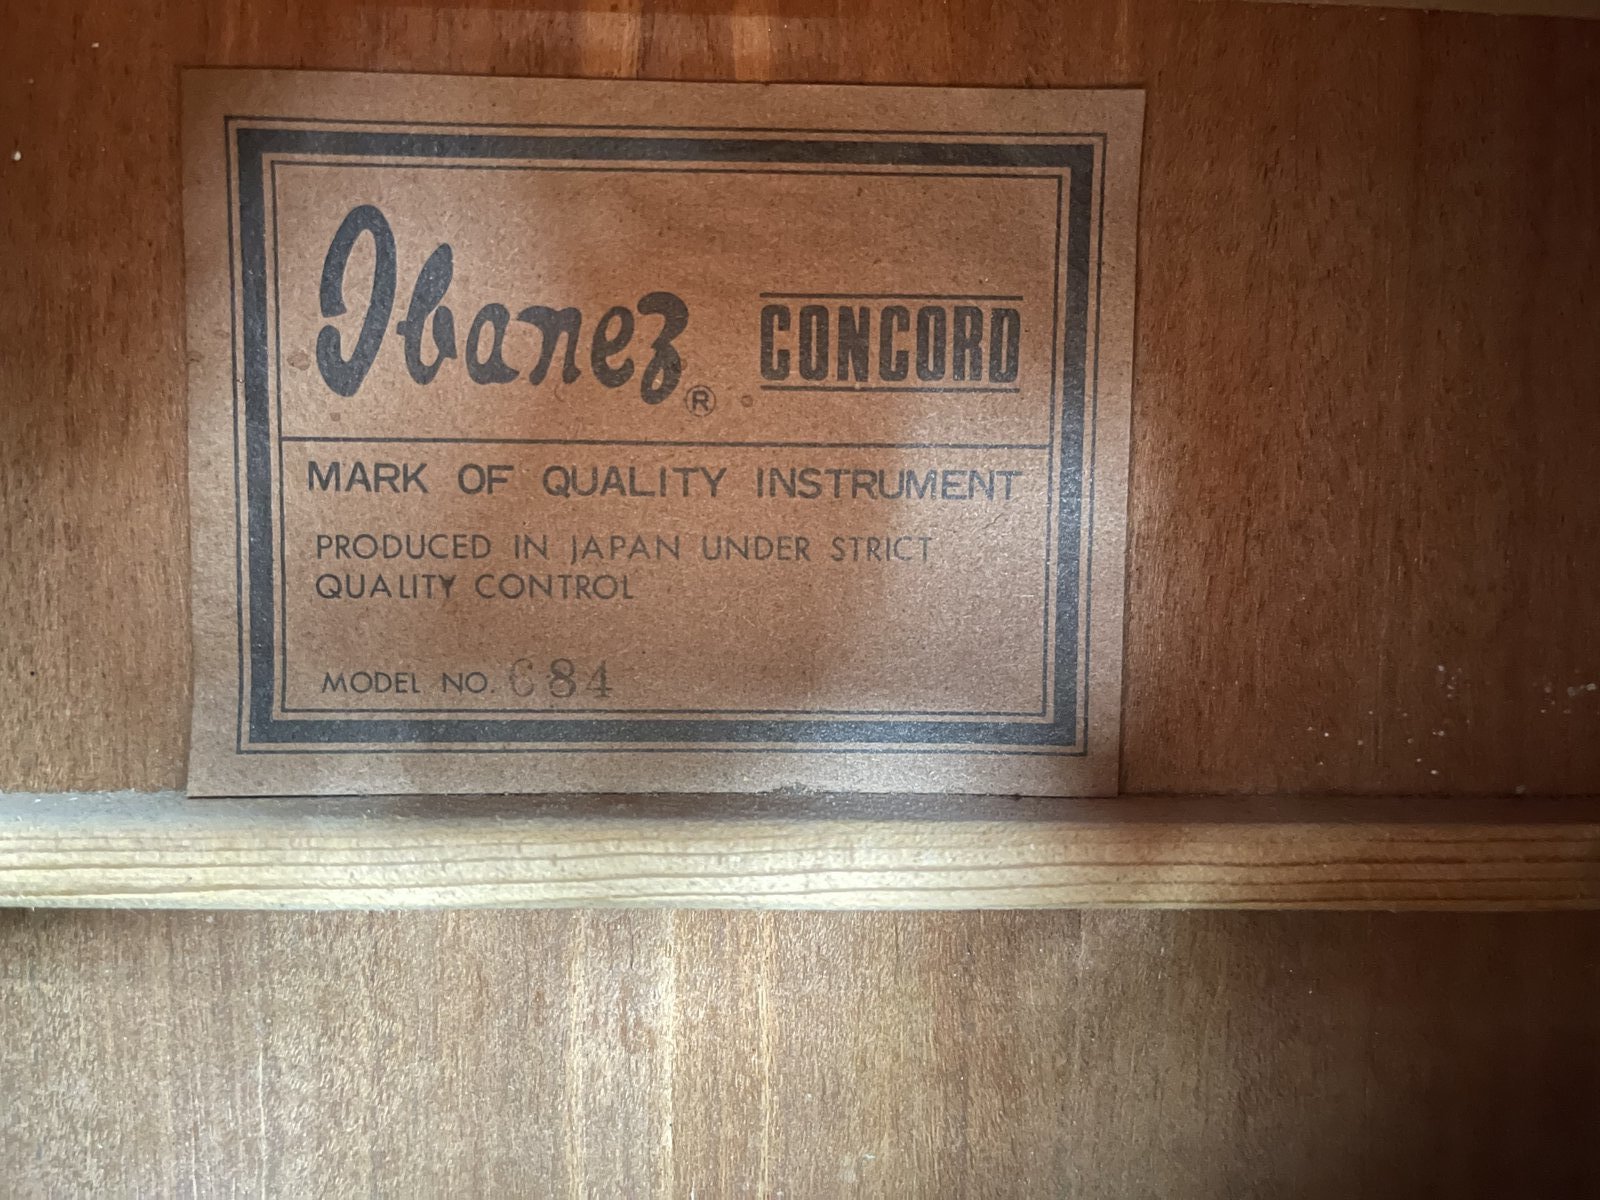 Ibanez ® CONCORD
MARK OF QUALITY INSTRUMENT
PRODUCED IN JAPAN UNDER STRICT
QUALITY CONTROL
MODEL NO. 684